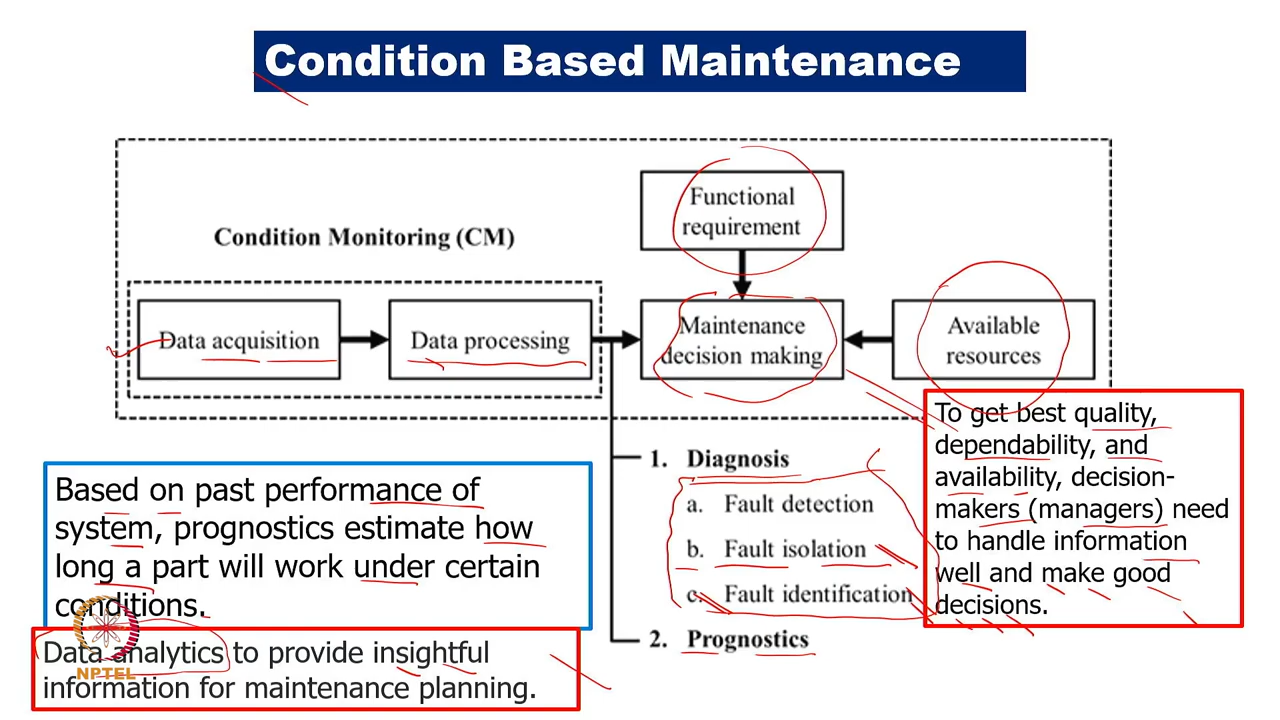 Condition Based Maintenance
Condition Monitoring (CM)
Functional
requirement
Data acquisition
Data processing
Maintenance
decision making
Available
resources
1. Diagnosis
a. Fault detection
b. Fault isolation
c. Fault identification
2. Prognostics
To get best quality,
dependability, and
availability, decision-
makers (managers) need
to handle information
well and make good
decisions.
Based on past performance of
system, prognostics estimate how
long a part will work under certain
conditions.
Data analytics to provide insightful
information for maintenance planning.
NPTEL